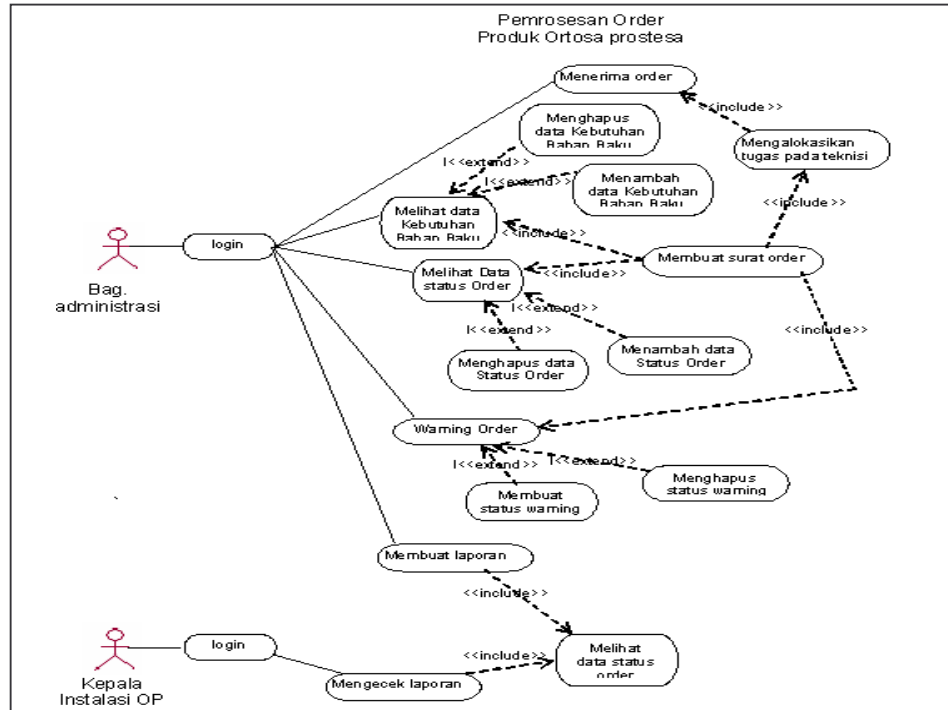 Pemrosesan Order
Produk Ortosa prostesa
Menerima order
<<include>>
Menghapus
data Kebutuhan
Bahan Baku
Mengalokasikan
tugas pada teknisi
I<<extend>>
Menambah
data Kebutuhan
Bahan Baku
I<<extend>>
<<include>>
Melihat data
Kebutuhan
Bahan Baku
<<include>>
login
Membuat surat order
Melihat Data
status Order
<<include>>
Bag.
administrasi
I<<extend>>
I<<extend>>
<<include>>
Menghapus data
Status Order
Menambah data
Status Order
Warning Order
I<<extend>>
I<<extend>>
Membuat
status warning
Menghapus
status warning
Membuat laporan
<<include>>
login
Melihat
data status
order
<<include>>
Mengecek laporan
Kepala
Instalasi OP